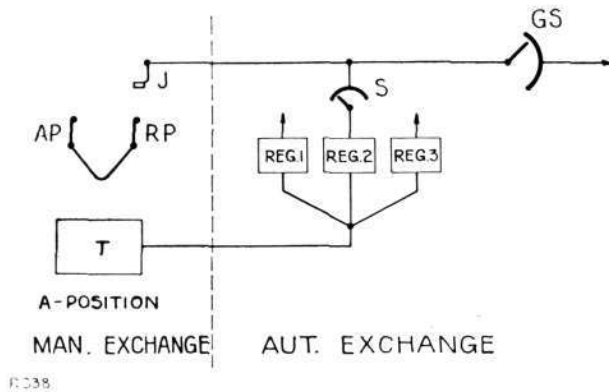 GS
J
S
AP
RP
REG.1
REG.2
REG.3
T
A-POSITION
MAN. EXCHANGE
AUT. EXCHANGE